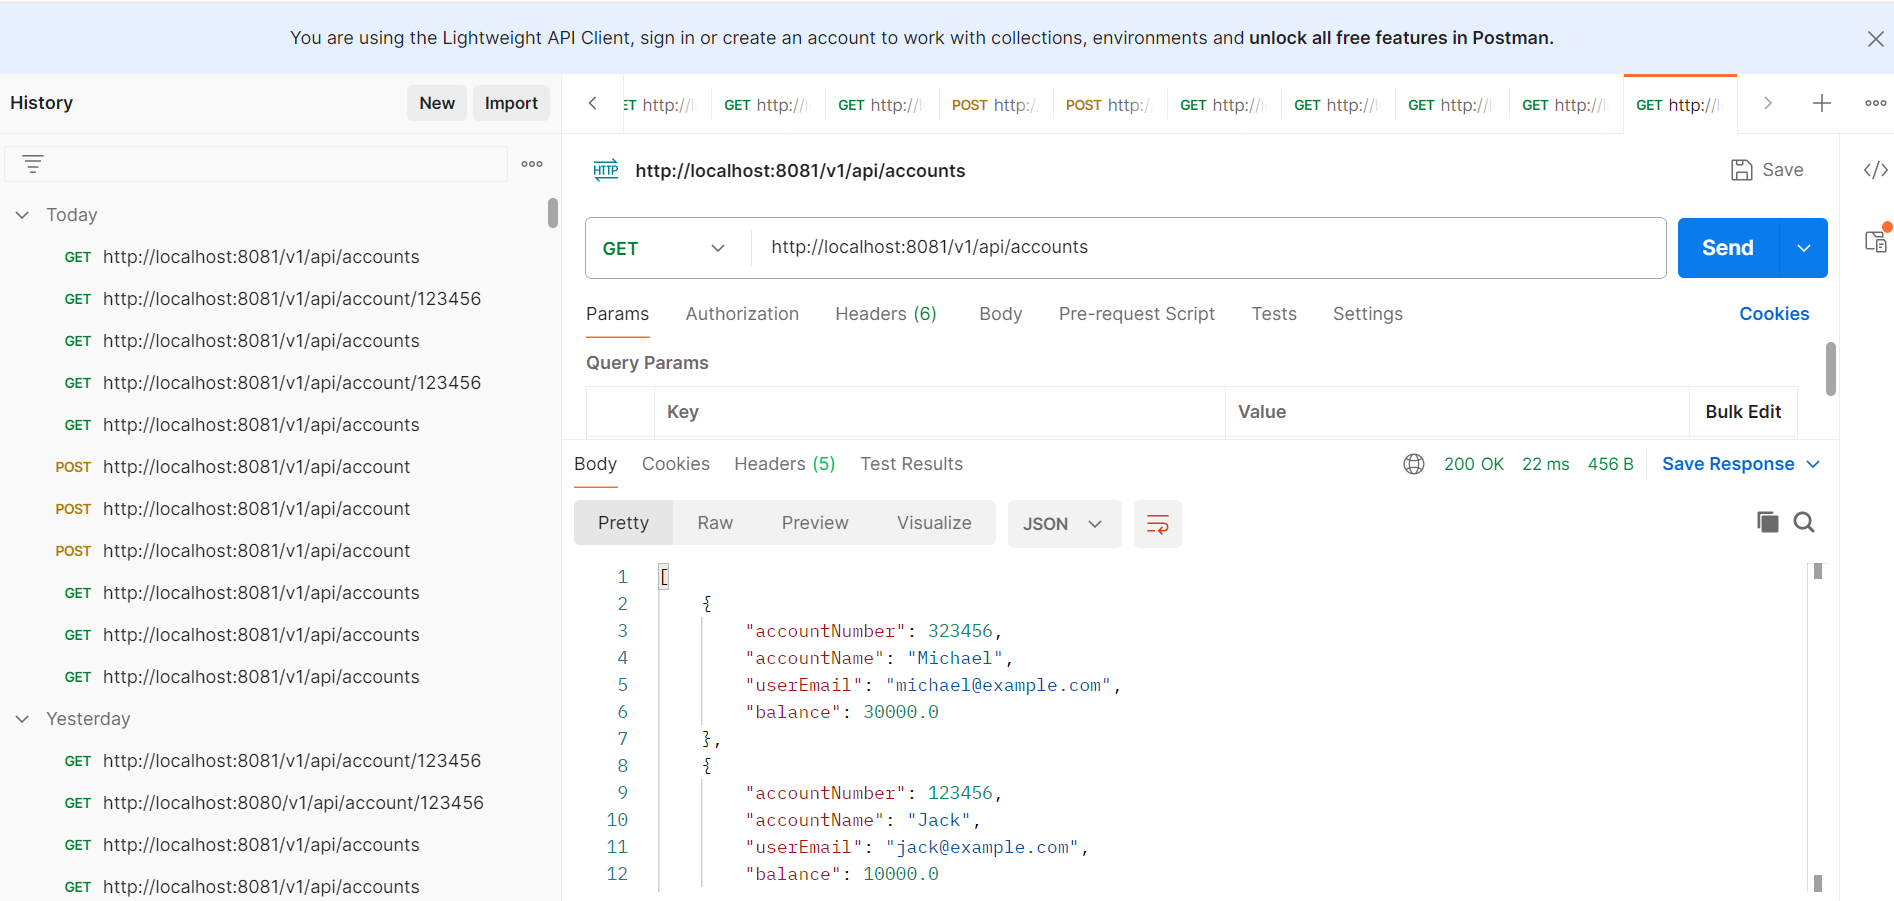 You are using the Lightweight API Client, sign in or create an account to work with collections, environments and unlock all free features in Postman.
History
New
Import
GET http://
GET http://
POST http:/
POST http:/
GET http://
GET http://
GET http://
GET http://
GET http://
Today
GET http://localhost:8081/v1/api/accounts
GET http://localhost:8081/v1/api/account/123456
GET http://localhost:8081/v1/api/accounts
GET http://localhost:8081/v1/api/account/123456
GET http://localhost:8081/v1/api/accounts
POST http://localhost:8081/v1/api/account
POST http://localhost:8081/v1/api/account
POST http://localhost:8081/v1/api/account
GET http://localhost:8081/v1/api/accounts
GET http://localhost:8081/v1/api/accounts
GET http://localhost:8081/v1/api/accounts
Yesterday
GET http://localhost:8081/v1/api/account/123456
GET http://localhost:8080/v1/api/account/123456
GET http://localhost:8081/v1/api/accounts
GET http://localhost:8081/v1/api/accounts
HTTP http://localhost:8081/v1/api/accounts
Save
GET http://localhost:8081/v1/api/accounts
Send
Params Authorization Headers (6) Body Pre-request Script Tests Settings Cookies
Query Params
Key Value Bulk Edit
Body Cookies Headers (5) Test Results 200 OK 22 ms 456 B Save Response
Pretty Raw Preview Visualize JSON
1 [
2 {
3 "accountNumber": 323456,
4 "accountName": "Michael",
5 "userEmail": "michael@example.com",
6 "balance": 30000.0
7 },
8 {
9 "accountNumber": 123456,
10 "accountName": "Jack",
11 "userEmail": "jack@example.com",
12 "balance": 10000.0